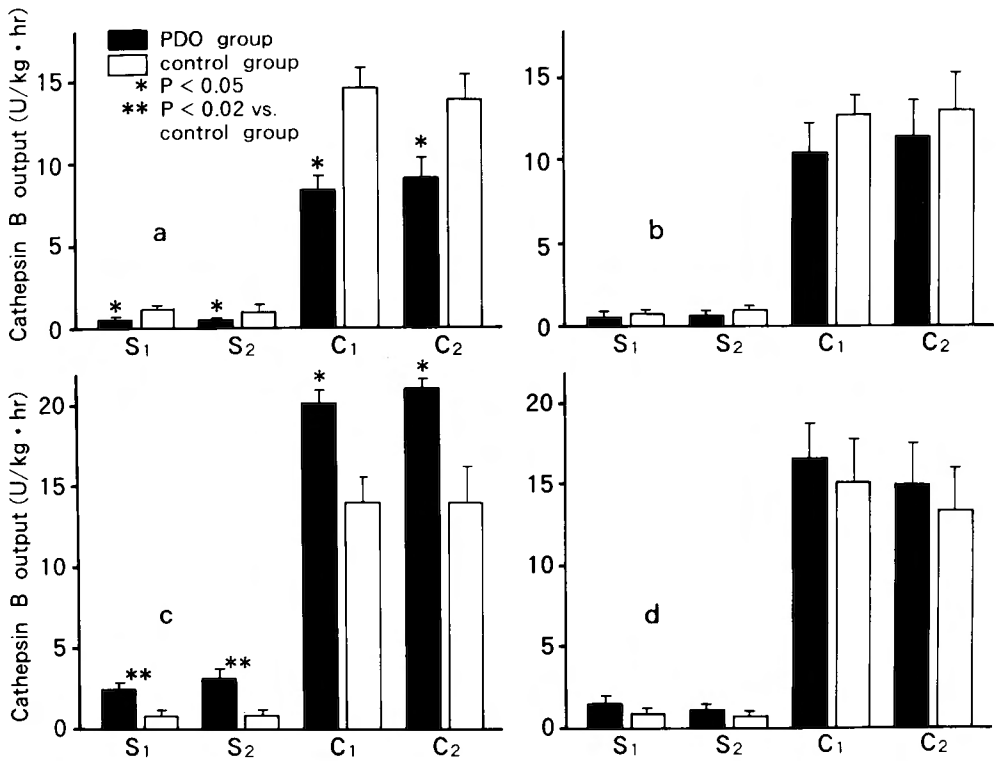 PDO group
control group
* P < 0.05
** P < 0.02 vs.
control group
Cathepsin B output (U/kg • hr)
15
10
5
0
a
* * * *
S1 S2 C1 C2
15
10
5
0
b
S1 S2 C1 C2
Cathepsin B output (U/kg • hr)
20
15
10
5
0
c
** ** * *
S1 S2 C1 C2
20
15
10
5
0
d
S1 S2 C1 C2